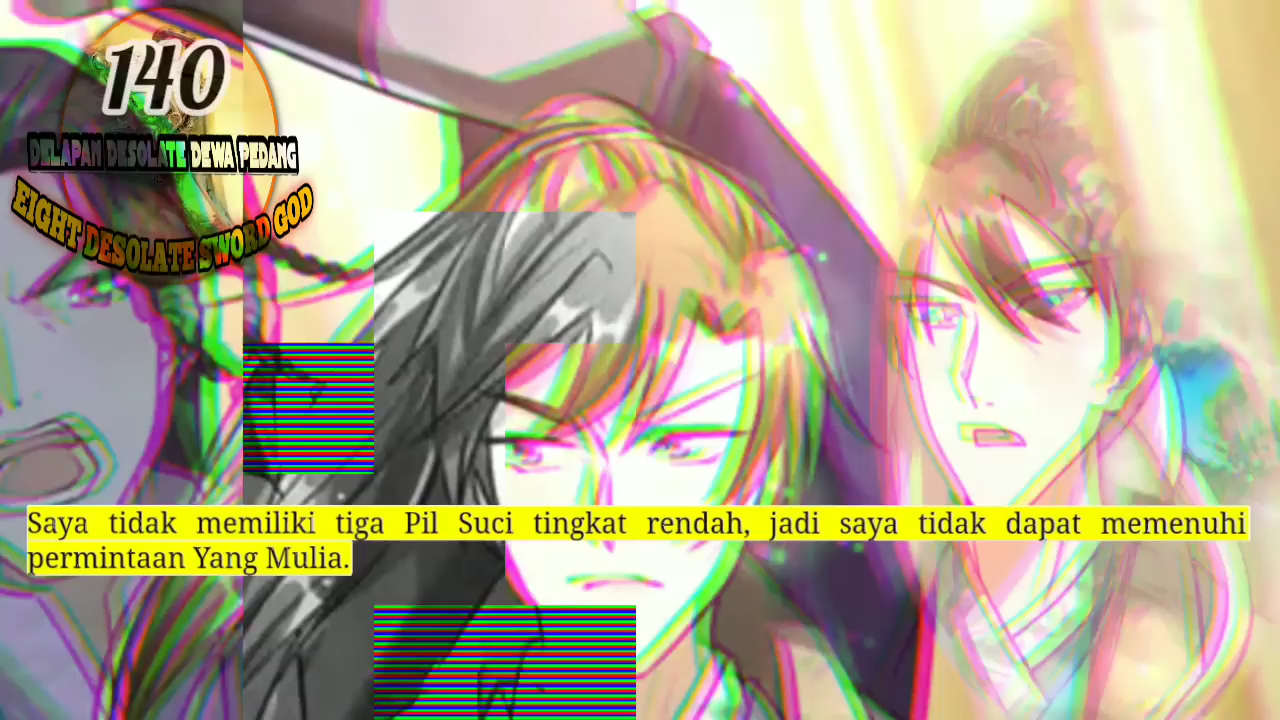 140
DELAPAN DESOLATE DEWA PEDANG
EIGHT DESOLATE SWORD GOD
Saya tidak memiliki tiga Pil Suci tingkat rendah, jadi saya tidak dapat memenuhi
permintaan Yang Mulia.